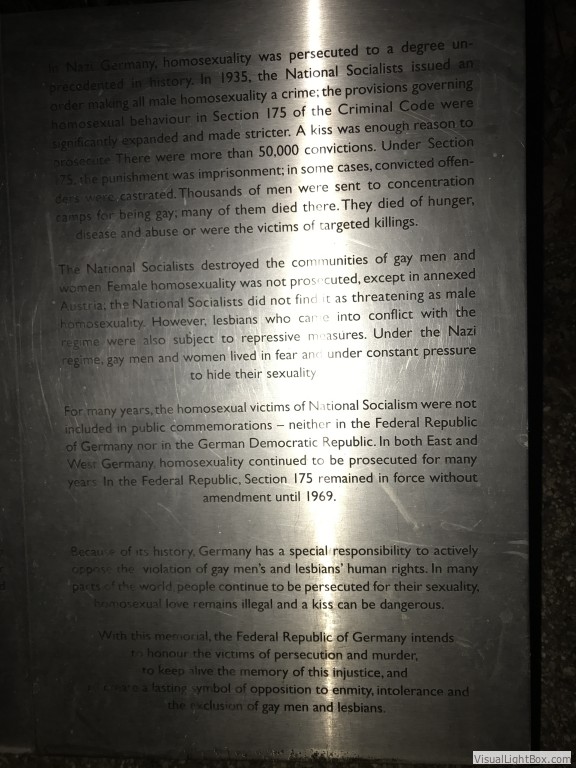 In Nazi Germany, homosexuality was persecuted to a degree un-
precedented in history. In 1935, the National Socialists issued an
order making all male homosexuality a crime; the provisions governing
homosexual behaviour in Section 175 of the Criminal Code were
significantly expanded and made stricter. A kiss was enough reason to
prosecute. There were more than 50,000 convictions. Under Section
175, the punishment was imprisonment; in some cases, convicted offen-
ders were castrated. Thousands of men were sent to concentration
camps for being gay; many of them died there. They died of hunger,
disease and abuse or were the victims of targeted killings.
The National Socialists destroyed the communities of gay men and
women. Female homosexuality was not prosecuted, except in annexed
Austria; the National Socialists did not find it as threatening as male
homosexuality. However, lesbians who came into conflict with the
regime were also subject to repressive measures. Under the Nazi
regime, gay men and women lived in fear and under constant pressure
to hide their sexuality
For many years, the homosexual victims of National Socialism were not
included in public commemorations – neither in the Federal Republic
of Germany nor in the German Democratic Republic. In both East and
West Germany, homosexuality continued to be prosecuted for many
years. In the Federal Republic, Section 175 remained in force without
amendment until 1969.
Because of its history, Germany has a special responsibility to actively
oppose the violation of gay men's and lesbians' human rights. In many
parts of the world, people continue to be persecuted for their sexuality,
homosexual love remains illegal and a kiss can be dangerous.
With this memorial, the Federal Republic of Germany intends
to honour the victims of persecution and murder,
to keep alive the memory of this injustice, and
create a lasting symbol of opposition to enmity, intolerance and
the exclusion of gay men and lesbians.
VisualLightBox.com